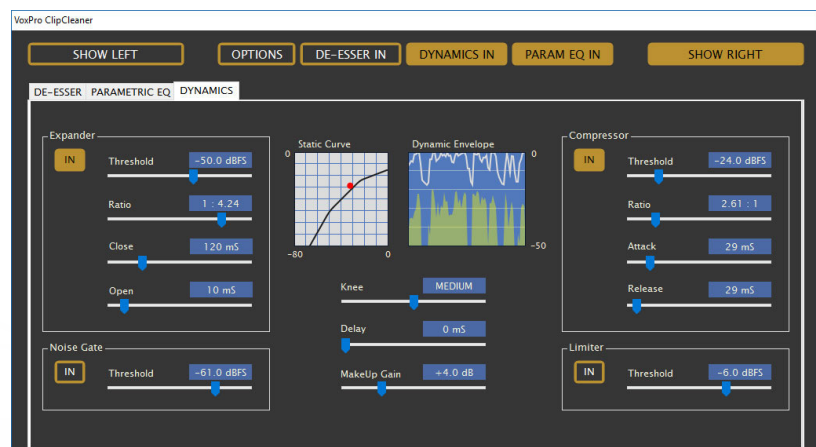 VoxPro ClipCleaner
SHOW LEFT
OPTIONS
DE-ESSER IN
DYNAMICS IN
PARAM EQ IN
SHOW RIGHT
DE-ESSER
PARAMETRIC EQ
DYNAMICS
Expander
IN
Threshold
-50.0 dBFS
Ratio
1 : 4.24
Close
120 mS
Open
10 mS
Noise Gate
IN
Threshold
-61.0 dBFS
Static Curve
0
-80
0
Dynamic Envelope
0
-50
Knee
MEDIUM
Delay
0 mS
MakeUp Gain
+4.0 dB
Compressor
IN
Threshold
-24.0 dBFS
Ratio
2.61 : 1
Attack
29 mS
Release
29 mS
Limiter
IN
Threshold
-6.0 dBFS